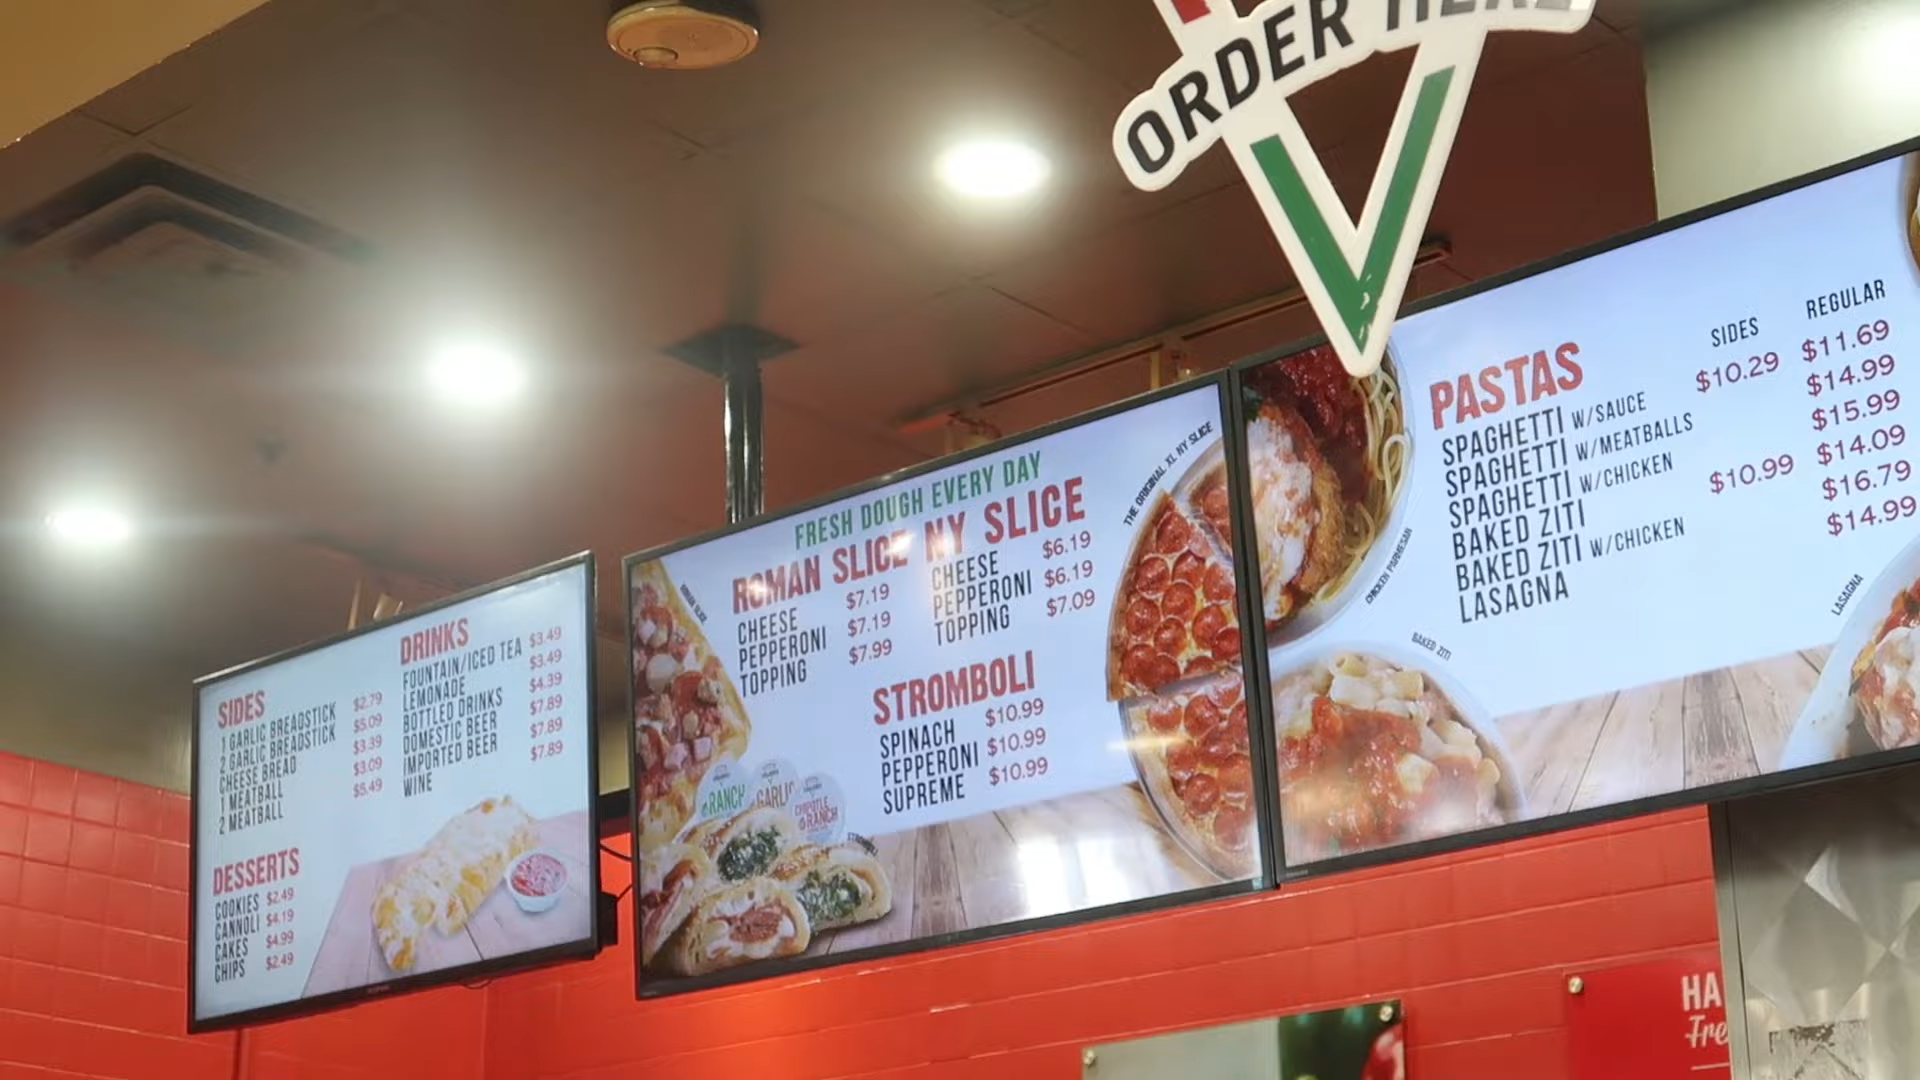 ORDER HERE
SIDES
1 GARLIC BREADSTICK $2.79
2 GARLIC BREADSTICK $5.09
CHEESE BREAD $3.39
1 MEATBALL $3.09
2 MEATBALL $5.49
DESSERTS
COOKIES $2.49
CANNOLI $4.19
CAKES $4.99
CHIPS $2.49
DRINKS
FOUNTAIN/ICED TEA $3.49
LEMONADE $3.49
BOTTLED DRINKS $4.39
DOMESTIC BEER $7.89
IMPORTED BEER $7.89
WINE $7.89
FRESH DOUGH EVERY DAY
ROMAN SLICE
CHEESE $7.19
PEPPERONI $7.19
TOPPING $7.99
NY SLICE
CHEESE $6.19
PEPPERONI $6.19
TOPPING $7.09
STROMBOLI
SPINACH $10.99
PEPPERONI $10.99
SUPREME $10.99
ROMAN SLICE
RANCH
GARLIC
CHIPOTLE RANCH
STROMBOLI
THE ORIGINAL XL NY SLICE
PASTAS SIDES REGULAR
SPAGHETTI W/SAUCE $10.29 $11.69
SPAGHETTI W/MEATBALLS $14.99
SPAGHETTI W/CHICKEN $15.99
BAKED ZITI $10.99 $14.09
BAKED ZITI W/CHICKEN $16.79
LASAGNA $14.99
CHICKEN PARMESAN
BAKED ZITI
LASAGNA
HA
Fre